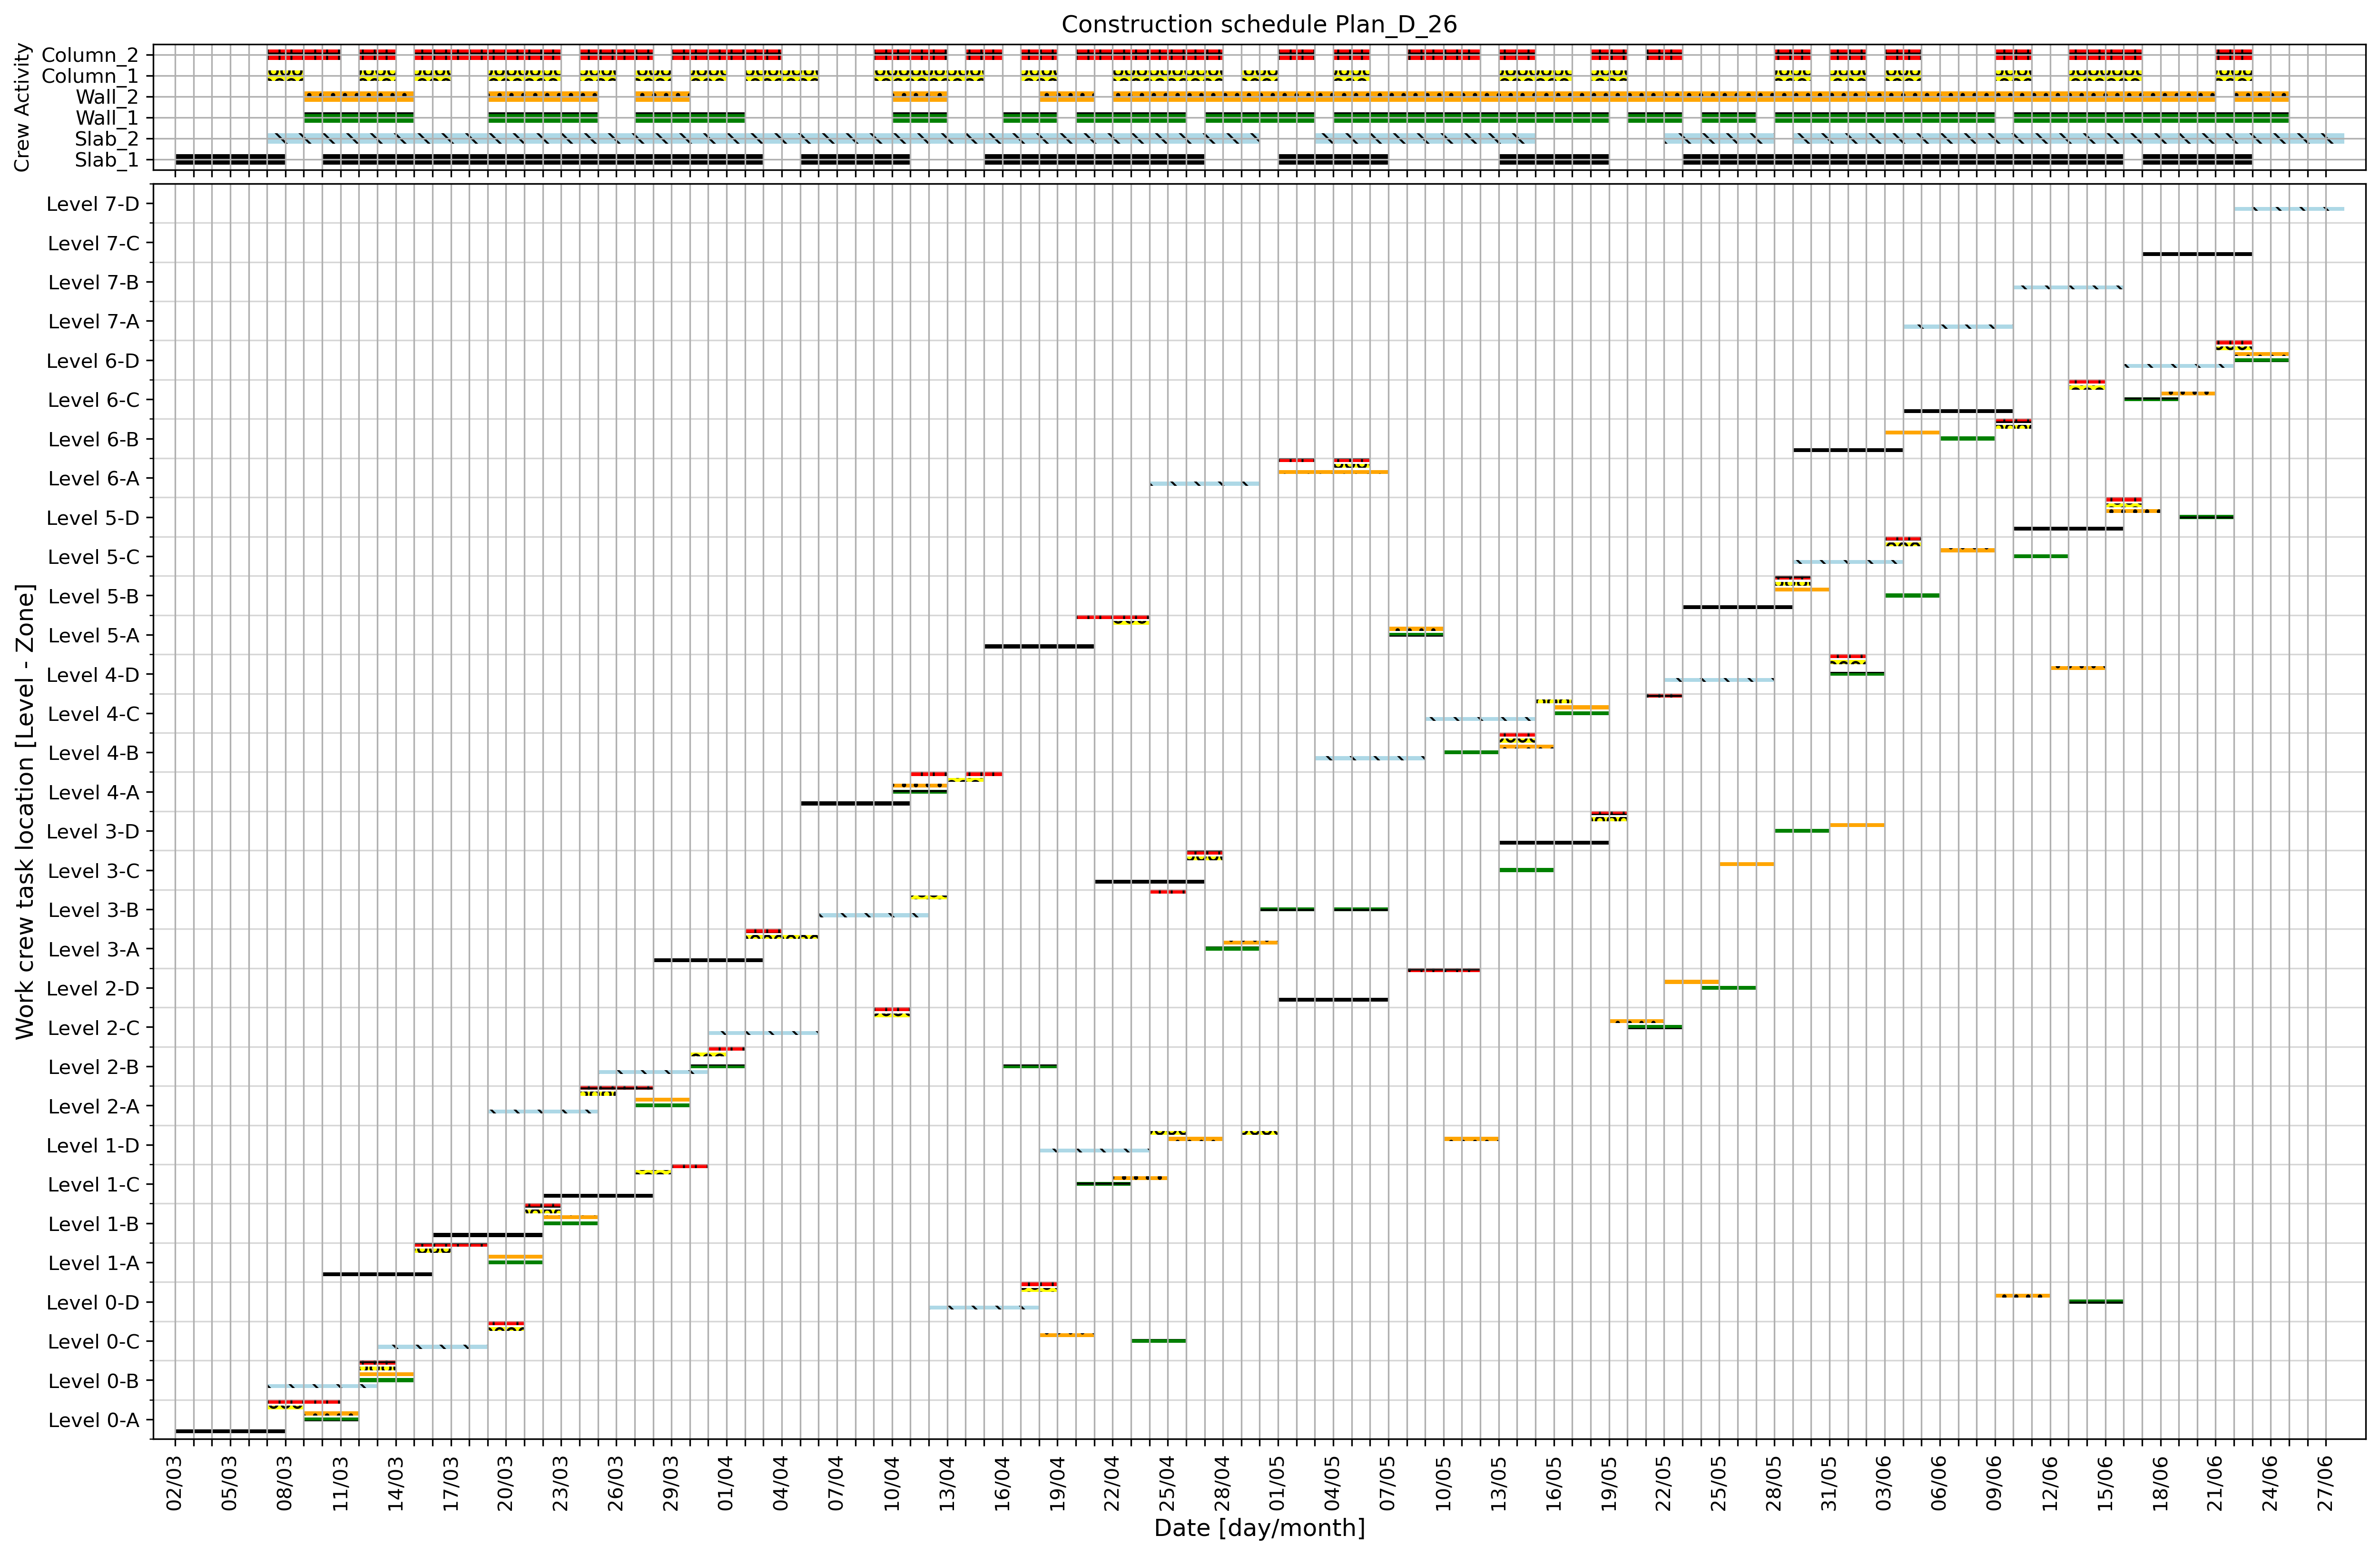 Construction schedule Plan_D_26
Crew Activity
Column_2
Column_1
Wall_2
Wall_1
Slab_2
Slab_1
Work crew task location [Level - Zone]
Level 7-D
Level 7-C
Level 7-B
Level 7-A
Level 6-D
Level 6-C
Level 6-B
Level 6-A
Level 5-D
Level 5-C
Level 5-B
Level 5-A
Level 4-D
Level 4-C
Level 4-B
Level 4-A
Level 3-D
Level 3-C
Level 3-B
Level 3-A
Level 2-D
Level 2-C
Level 2-B
Level 2-A
Level 1-D
Level 1-C
Level 1-B
Level 1-A
Level 0-D
Level 0-C
Level 0-B
Level 0-A
02/03 05/03 08/03 11/03 14/03 17/03 20/03 23/03 26/03 29/03 01/04 04/04 07/04 10/04 13/04 16/04 19/04 22/04 25/04 28/04 01/05 04/05 07/05 10/05 13/05 16/05 19/05 22/05 25/05 28/05 31/05 03/06 06/06 09/06 12/06 15/06 18/06 21/06 24/06 27/06
Date [day/month]